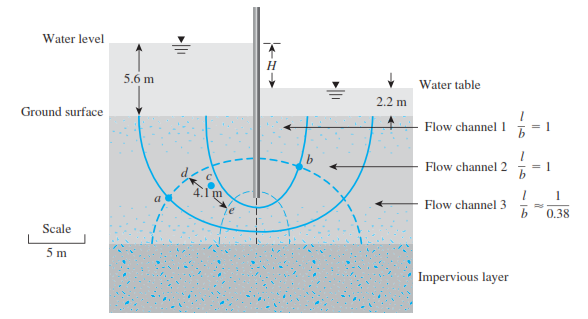 Water level
H
5.6 m
Water table
2.2 m
Ground surface
Flow channel 1 l/b = 1
b
Flow channel 2 l/b = 1
d
c
4.1 m
a
e
Flow channel 3 l/b ≈ 1/0.38
Scale
5 m
Impervious layer